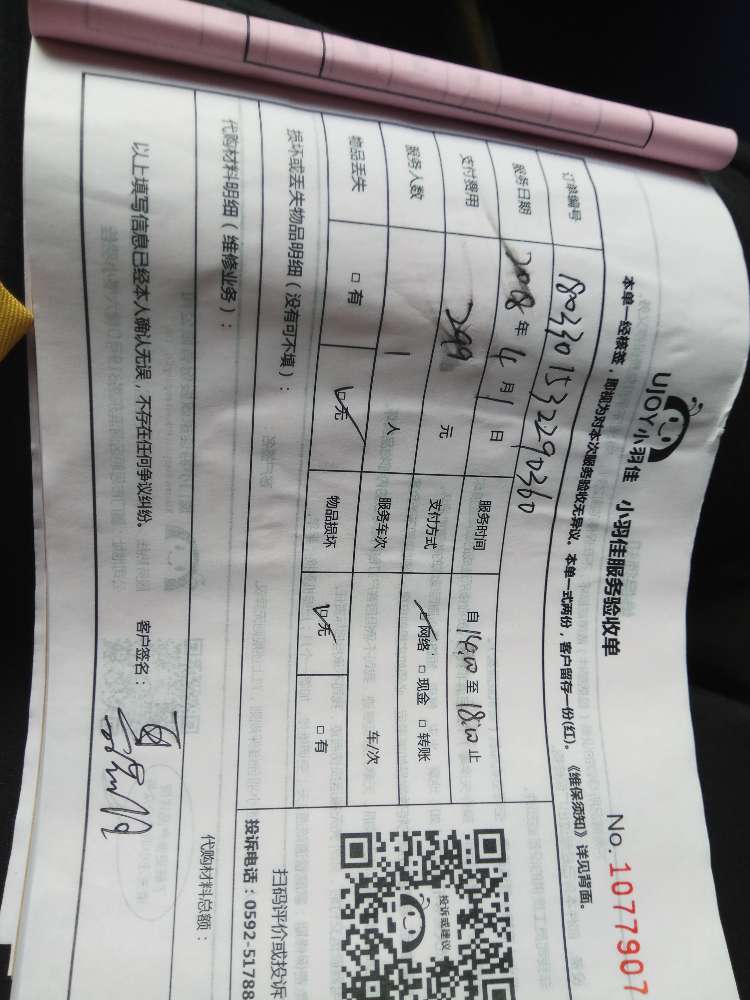 UJOY小羽佳 小羽佳服务验收单
No.1077907
本单一经核签，即视为对本次服务验收无异议。本单一式两份，客户留存一份(红)。《维保须知》详见背面。
订单编号 1803301532290360
服务日期 2018年4月1日 服务时间 自14:00至18:00止
支付费用 299 元 支付方式 ☑网络 □现金 □转账
服务人数 1 人 服务车次 车/次
物品丢失 □有 ☑无 物品损坏 ☑无 □有
损坏或丢失物品明细（没有可不填）：
投诉或建议
扫码评价或投诉
投诉电话：0592-51788
代购材料明细（维修业务）：
代购材料总额：
以上填写信息已经本人确认无误，不存在任何争议纠纷。 客户签名：